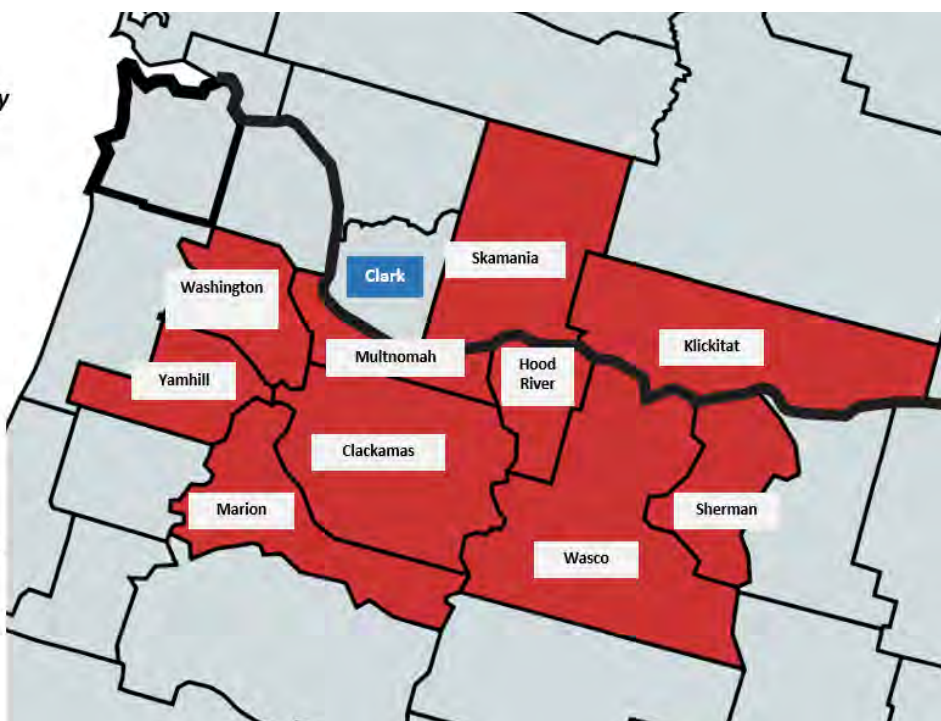 y
Skamania
Clark
Washington
Klickitat
Multnomah
Hood
River
Yamhill
Clackamas
Marion
Sherman
Wasco